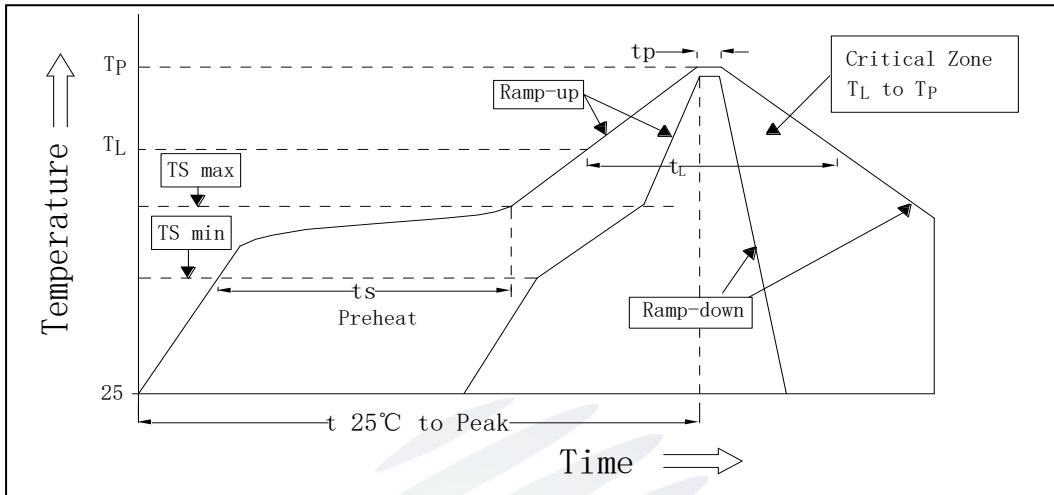 tp
Critical Zone
TL to TP
TP
Ramp-up
TL
TS max
tL
TS min
ts
Preheat
Ramp-down
25
t 25℃ to Peak
Time
Temperature